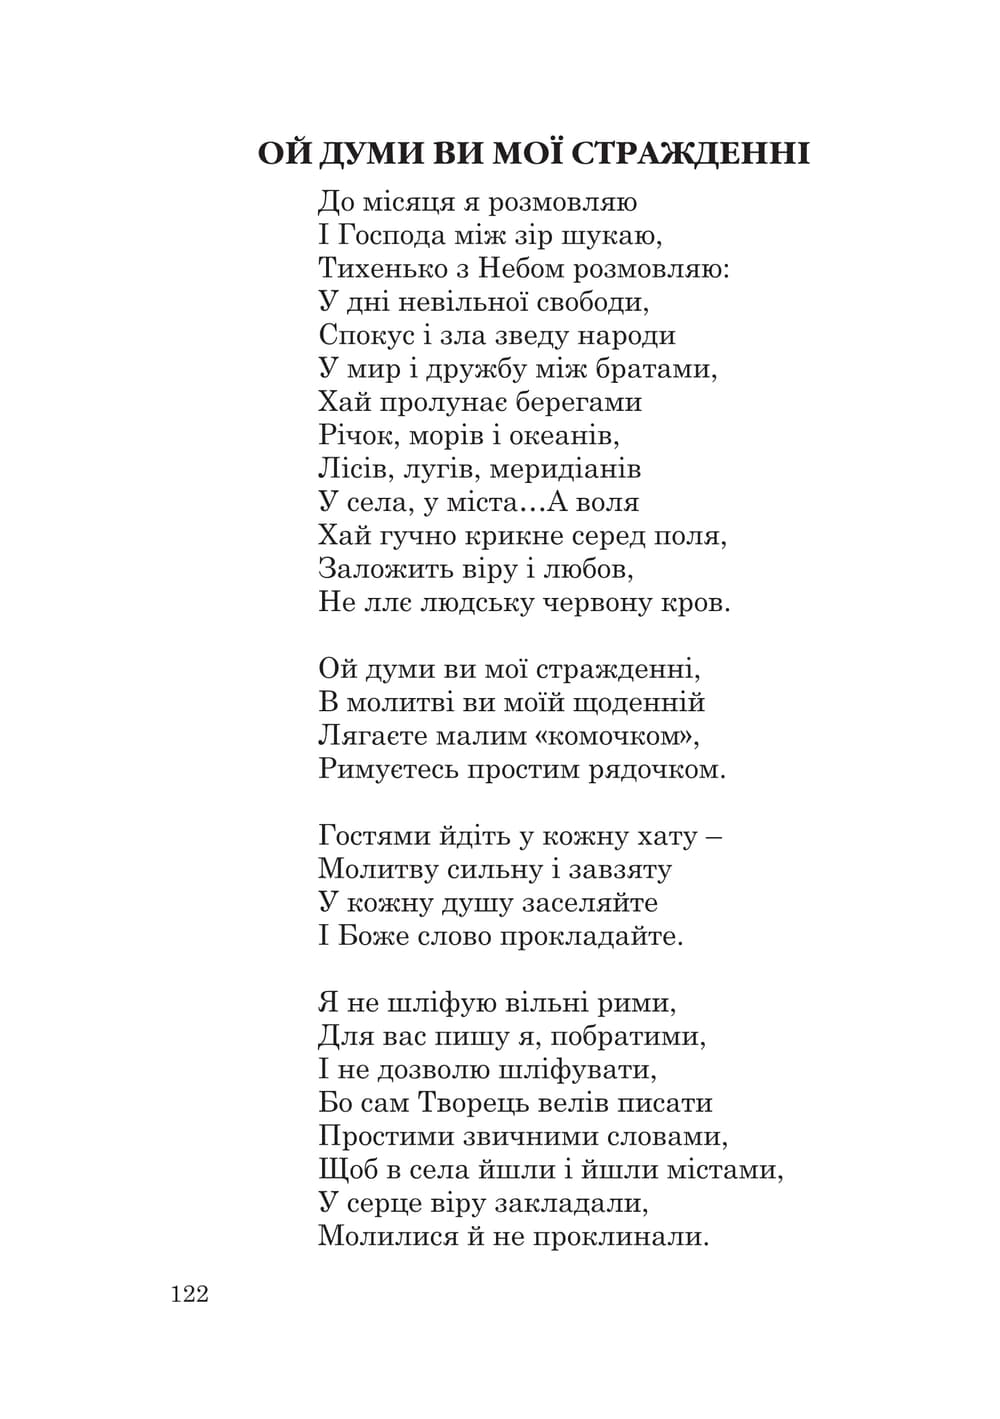 ОЙ ДУМИ ВИ МОЇ СТРАЖДЕННІ
До місяця я розмовляю
І Господа між зір шукаю,
Тихенько з Небом розмовляю:
У дні невільної свободи,
Спокус і зла зведу народи
У мир і дружбу між братами,
Хай пролунає берегами
Річок, морів і океанів,
Лісів, лугів, меридіанів
У села, у міста...А воля
Хай гучно крикне серед поля,
Заложить віру і любов,
Не ллє людську червону кров.
Ой думи ви мої стражденні,
В молитві ви моїй щоденній
Лягаєте малим «комочком»,
Римуєтесь простим рядочком.
Гостями йдіть у кожну хату –
Молитву сильну і завзяту
У кожну душу заселяйте
І Боже слово прокладайте.
Я не шліфую вільні рими,
Для вас пишу я, побратими,
І не дозволю шліфувати,
Бо сам Творець велів писати
Простими звичними словами,
Щоб в села йшли і йшли містами,
У серце віру закладали,
Молилися й не проклинали.
122